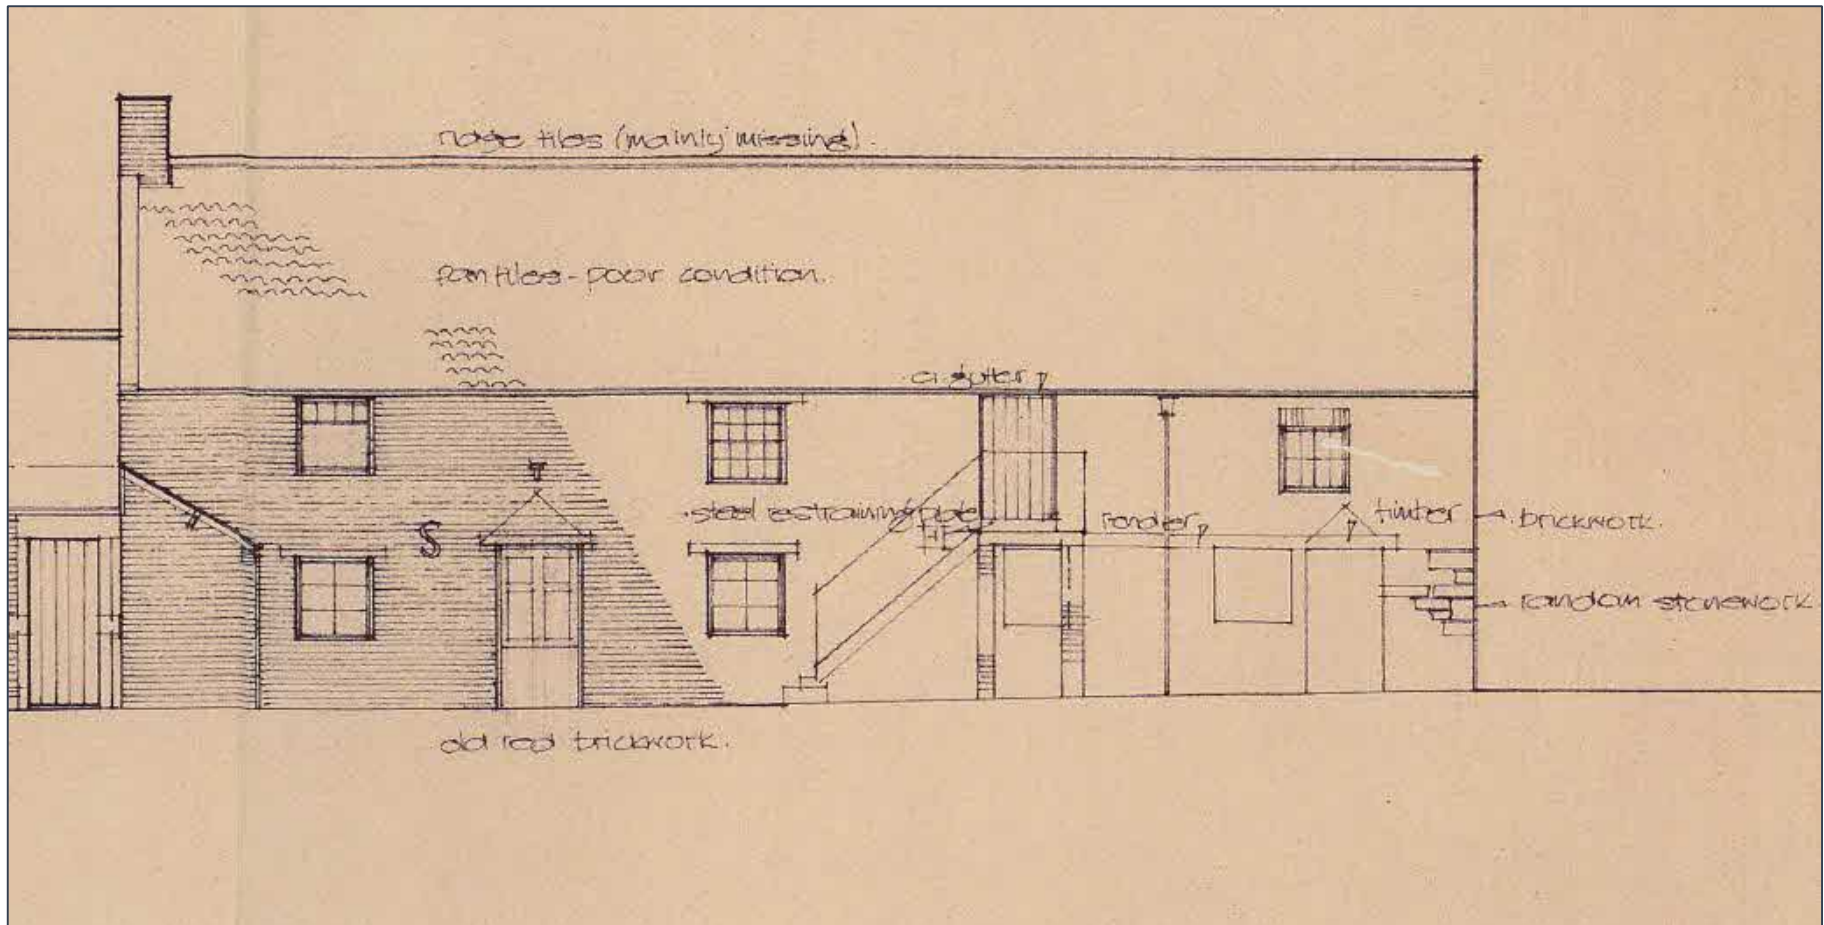 ridge tiles (mainly missing).
pantiles - poor condition.
c.i. gutter
steel restraining plate
render
timber
brickwork.
random stonework.
old red brickwork.